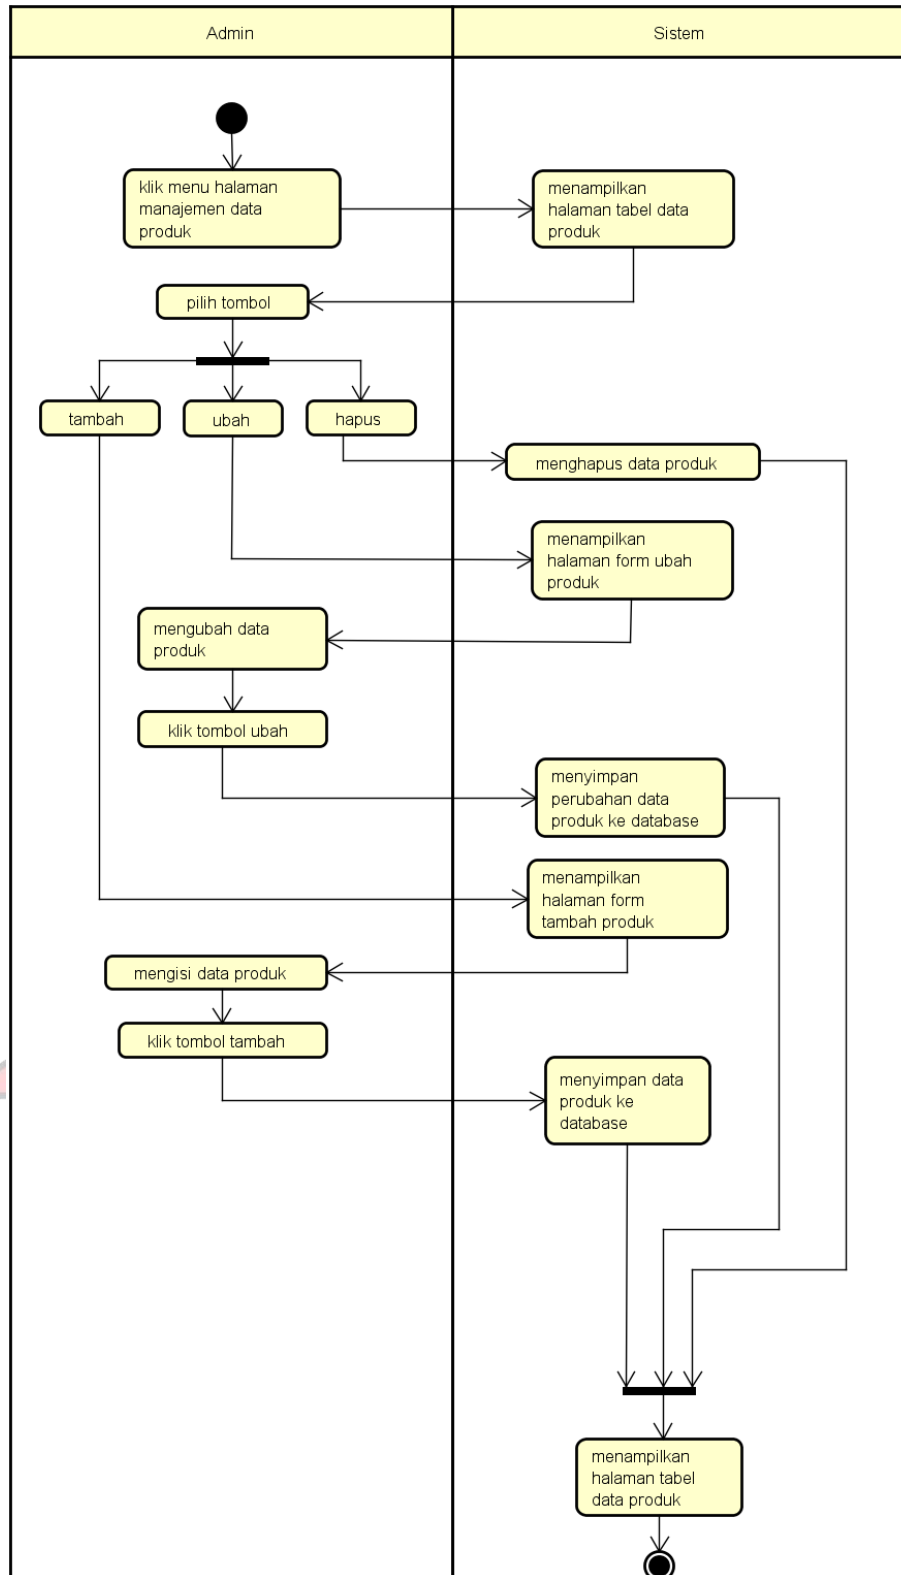 Admin
Sistem
klik menu halaman
manajemen data
produk
menampilkan
halaman tabel data
produk
pilih tombol
tambah
ubah
hapus
menghapus data produk
menampilkan
halaman form ubah
produk
mengubah data
produk
klik tombol ubah
menyimpan
perubahan data
produk ke database
menampilkan
halaman form
tambah produk
mengisi data produk
klik tombol tambah
menyimpan data
produk ke
database
menampilkan
halaman tabel
data produk